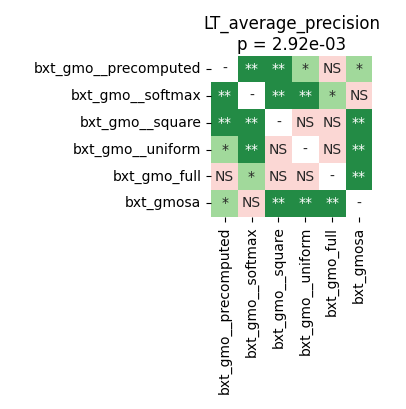 LT_average_precision
p = 2.92e-03
bxt_gmo__precomputed - ** ** * NS *
bxt_gmo__softmax ** - ** ** * NS
bxt_gmo__square ** ** - NS NS **
bxt_gmo__uniform * ** NS - NS **
bxt_gmo_full NS * NS NS - **
bxt_gmosa * NS ** ** ** -
bxt_gmo__precomputed
bxt_gmo__softmax
bxt_gmo__square
bxt_gmo__uniform
bxt_gmo_full
bxt_gmosa